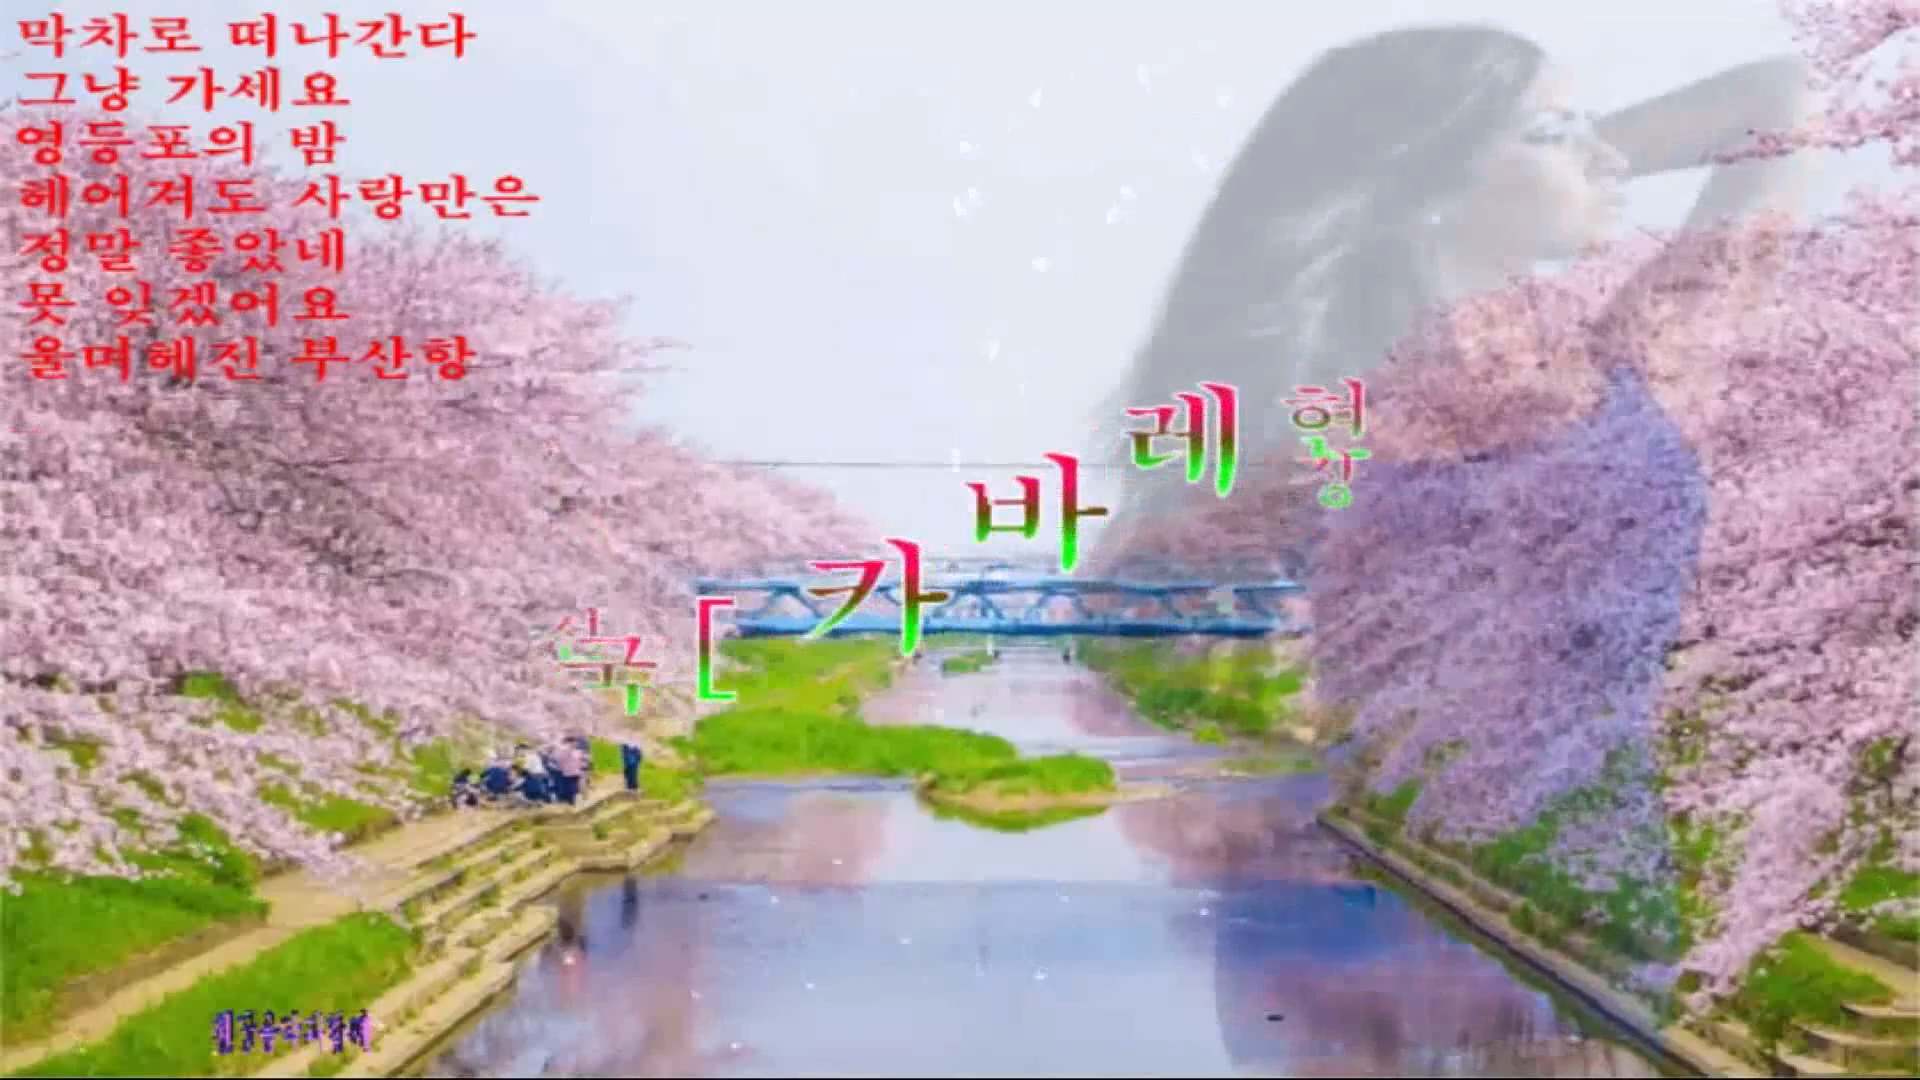 막차로 떠나간다
그냥 가세요
영등포의 밤
헤어저도 사랑만은
정말 좋았네
못 잊겠어요
울며헤진 부산항
[카바레